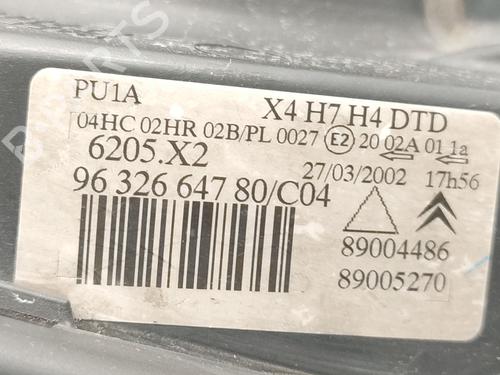 PU1A X4 H7 H4 DTD
04HC 02HR 02B/PL 0027 E2 20 02A 01 1a
6205.X2 27/03/2002 17h56
96 326 647 80/C04
89004486
89005270